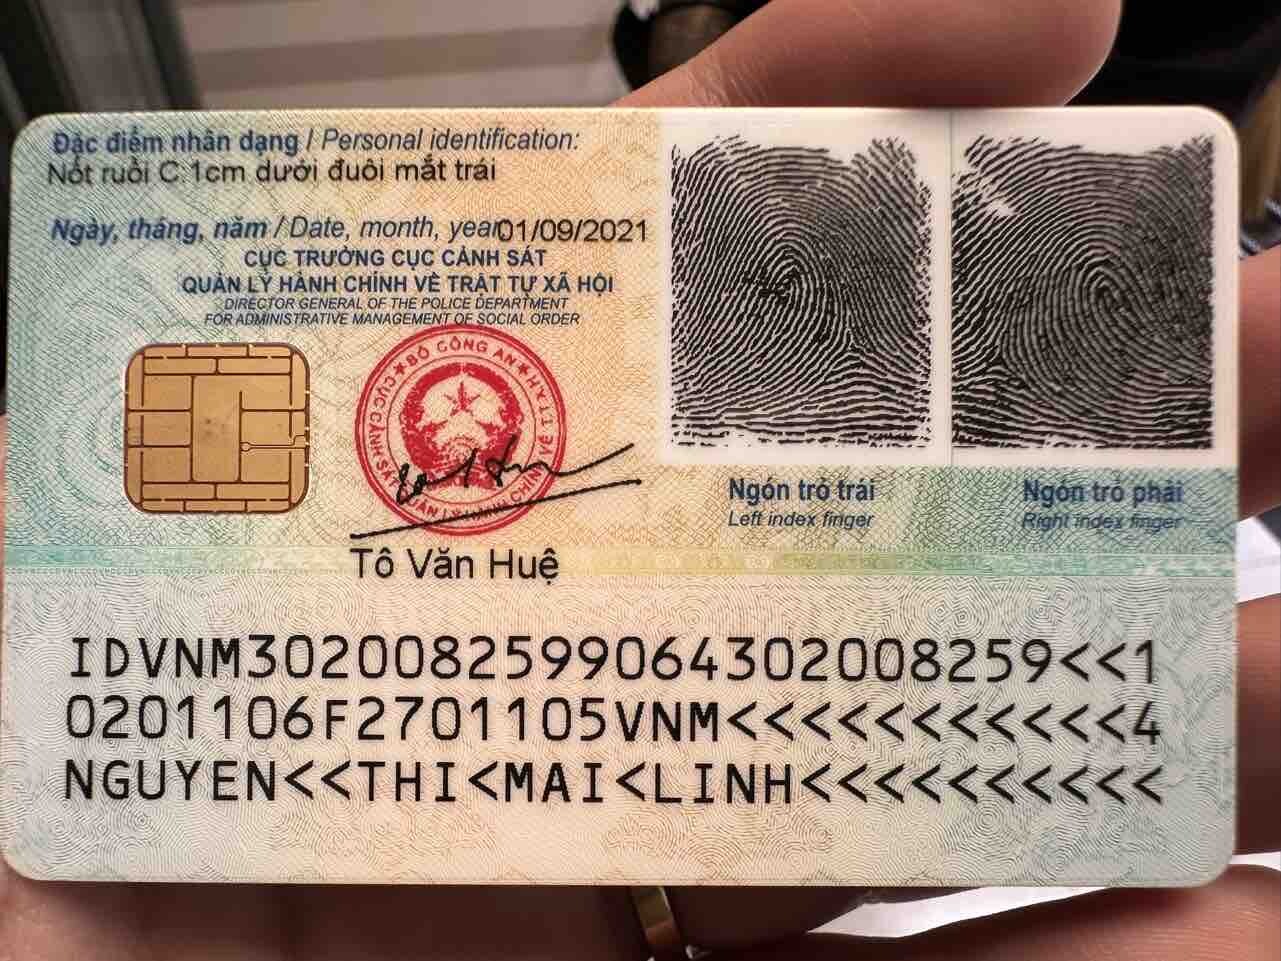 Đặc điểm nhân dạng / Personal identification:
Nốt ruồi C:1cm dưới đuôi mắt trái
Ngày, tháng, năm / Date, month, year 01/09/2021
CỤC TRƯỞNG CỤC CẢNH SÁT
QUẢN LÝ HÀNH CHÍNH VỀ TRẬT TỰ XÃ HỘI
DIRECTOR GENERAL OF THE POLICE DEPARTMENT
FOR ADMINISTRATIVE MANAGEMENT OF SOCIAL ORDER
BỘ CÔNG AN
Tô Văn Huệ
Ngón trỏ trái
Left index finger
Ngón trỏ phải
Right index finger
IDVNM3020082599064302008259<<1
0201106F2701105VNM<<<<<<<<<<<4
NGUYEN<<THI<MAI<LINH<<<<<<<<<<